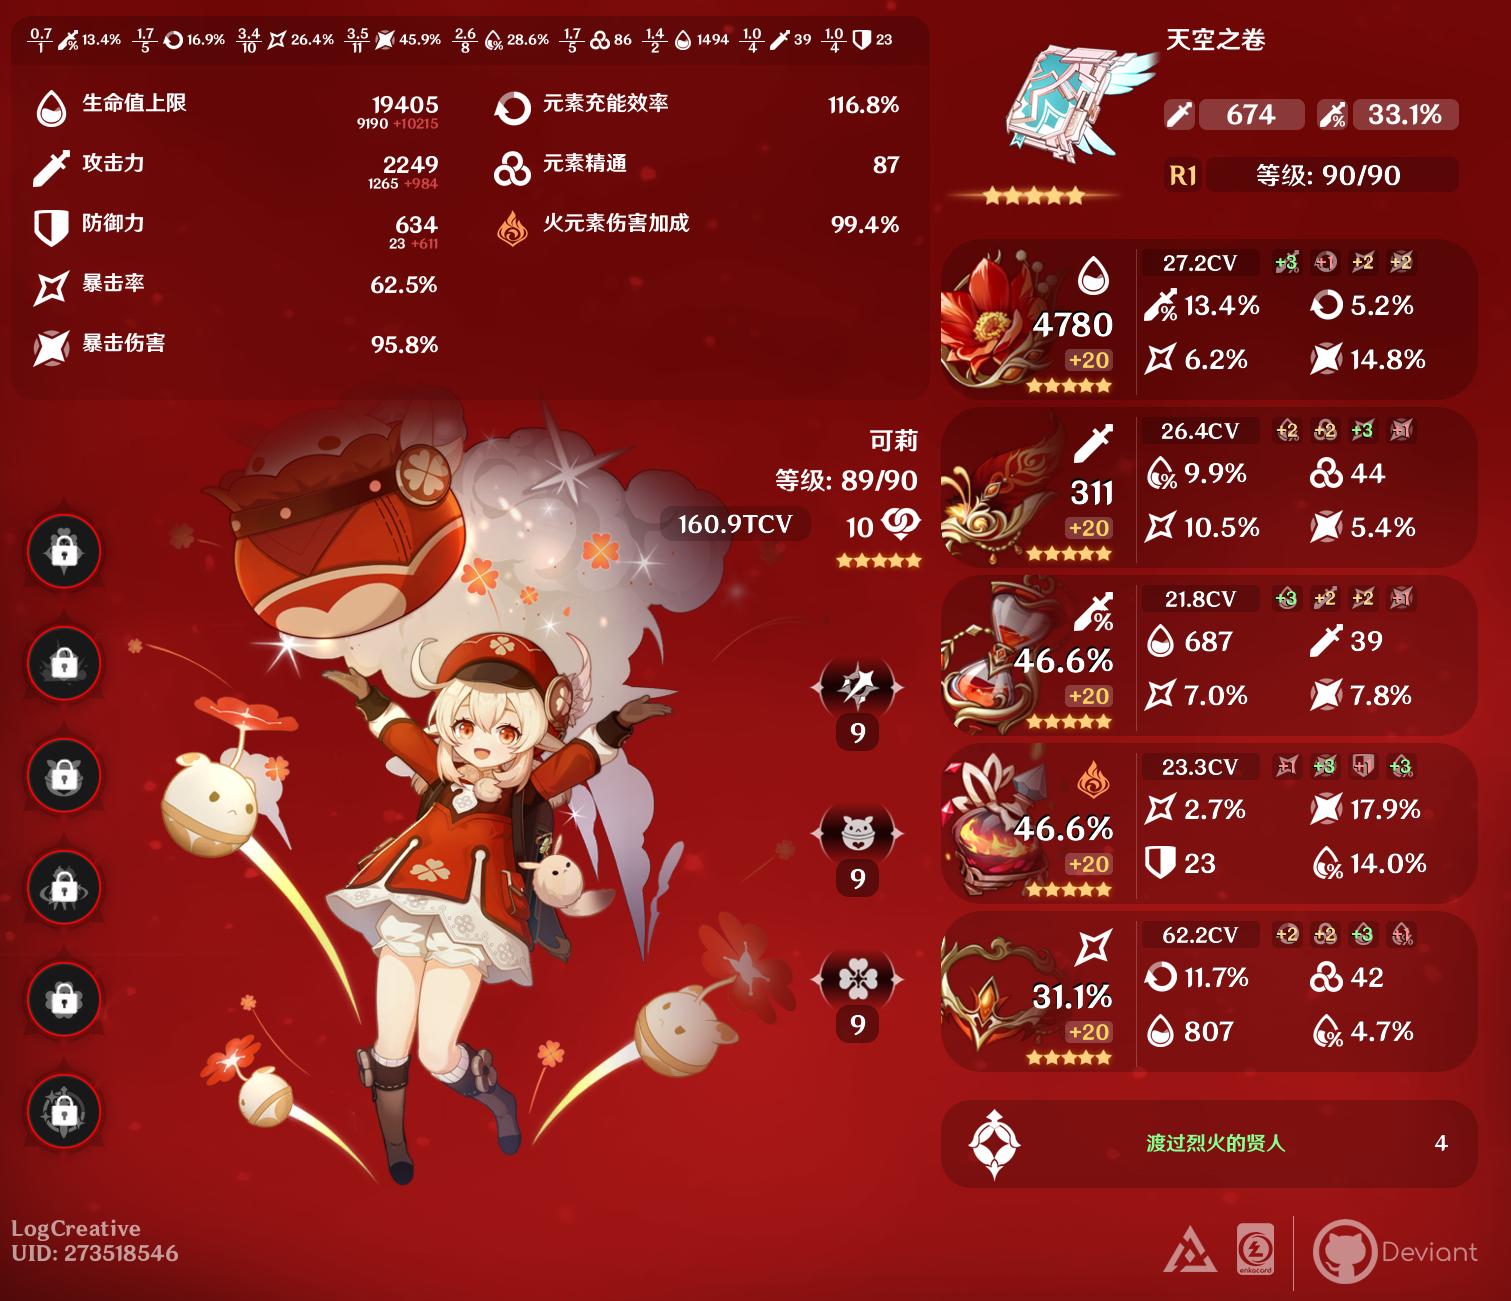 0.7 1 13.4% 1.7 5 16.9% 3.4 10 26.4% 3.5 11 45.9% 2.6 8 28.6% 1.7 5 86 1.4 2 1494 1.0 4 39 1.0 4 23
生命值上限 19405
9190 +10215
攻击力 2249
1265 +984
防御力 634
23 +611
暴击率 62.5%
暴击伤害 95.8%
元素充能效率 116.8%
元素精通 87
火元素伤害加成 99.4%
天空之卷
674 33.1%
R1 等级: 90/90
可莉
等级: 89/90
160.9TCV 10
9
9
9
4780
+20
27.2CV +3 +1 +2 +2
13.4% 5.2%
6.2% 14.8%
311
+20
26.4CV +2 +2 +3 +1
9.9% 44
10.5% 5.4%
46.6%
+20
21.8CV +3 +2 +2 +1
687 39
7.0% 7.8%
46.6%
+20
23.3CV +1 +3 +1 +3
2.7% 17.9%
23 14.0%
31.1%
+20
62.2CV +2 +2 +3 +1
11.7% 42
807 4.7%
渡过烈火的贤人 4
LogCreative
UID: 273518546
enkacard
Deviant